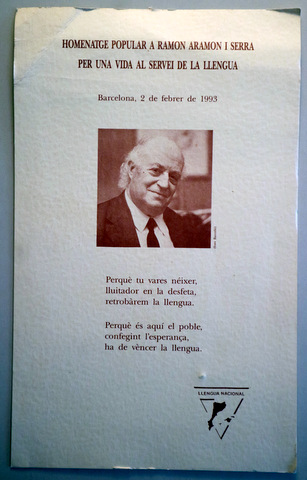 HOMENATGE POPULAR A RAMON ARAMON I SERRA
PER UNA VIDA AL SERVEI DE LA LLENGUA
Barcelona, 2 de febrer de 1993
Perquè tu vares néixer,
lluitador en la desfeta,
retrobàrem la llengua.
Perquè és aquí el poble,
confegint l'esperança,
ha de vèncer la llengua.
LLENGUA NACIONAL